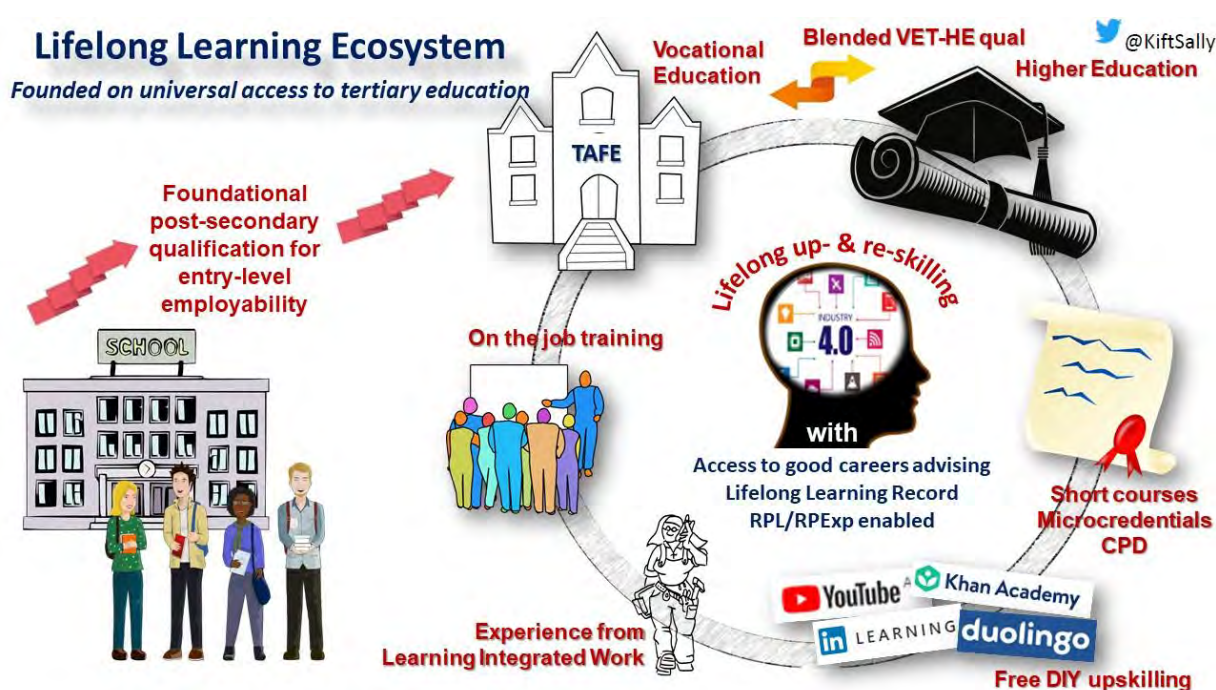 Lifelong Learning Ecosystem
Founded on universal access to tertiary education
Vocational
Education
Blended VET-HE qual
@KiftSally
Higher Education
TAFE
Foundational
post-secondary
qualification for
entry-level
employability
SCHOOL
On the job training
Lifelong up- & re-skilling
INDUSTRY
4.0
with
Access to good careers advising
Lifelong Learning Record
RPL/RPExp enabled
Short courses
Microcredentials
CPD
YouTube
Khan Academy
in LEARNING
duolingo
Free DIY upskilling
Experience from
Learning Integrated Work